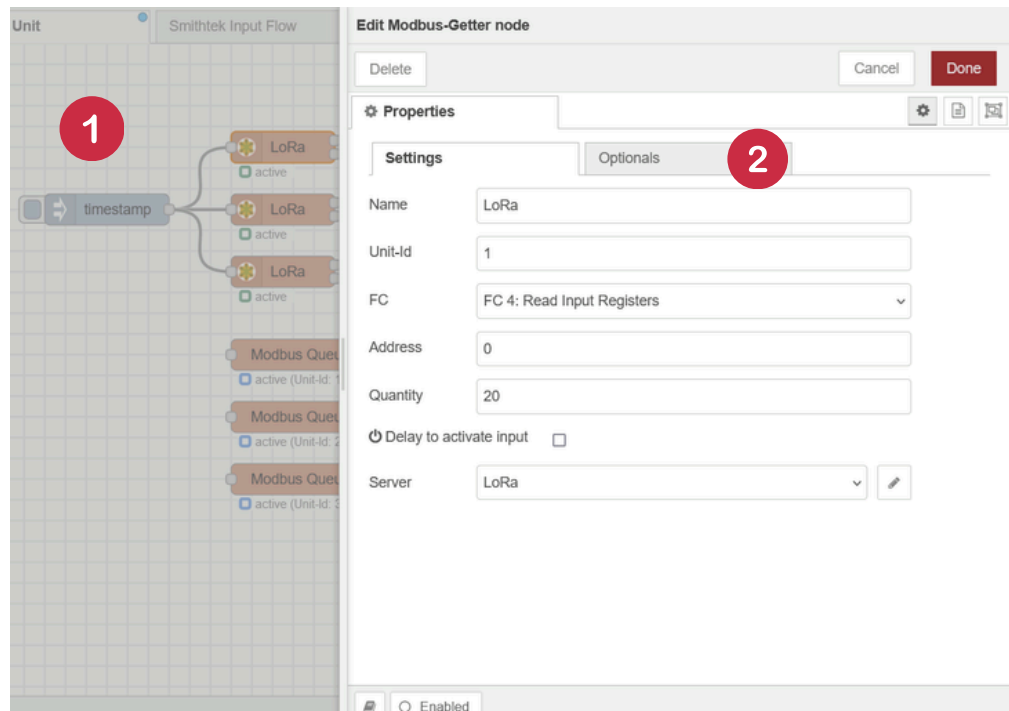 Unit
Smithtek Input Flow
1
LoRa
active
timestamp
LoRa
active
LoRa
active
Modbus Queu
active (Unit-Id: 1
Modbus Queu
active (Unit-Id: 2
Modbus Queu
active (Unit-Id: 3
Edit Modbus-Getter node
Delete
Cancel
Done
Properties
Settings
Optionals
2
Name
LoRa
Unit-Id
1
FC
FC 4: Read Input Registers
Address
0
Quantity
20
Delay to activate input
Server
LoRa
Enabled